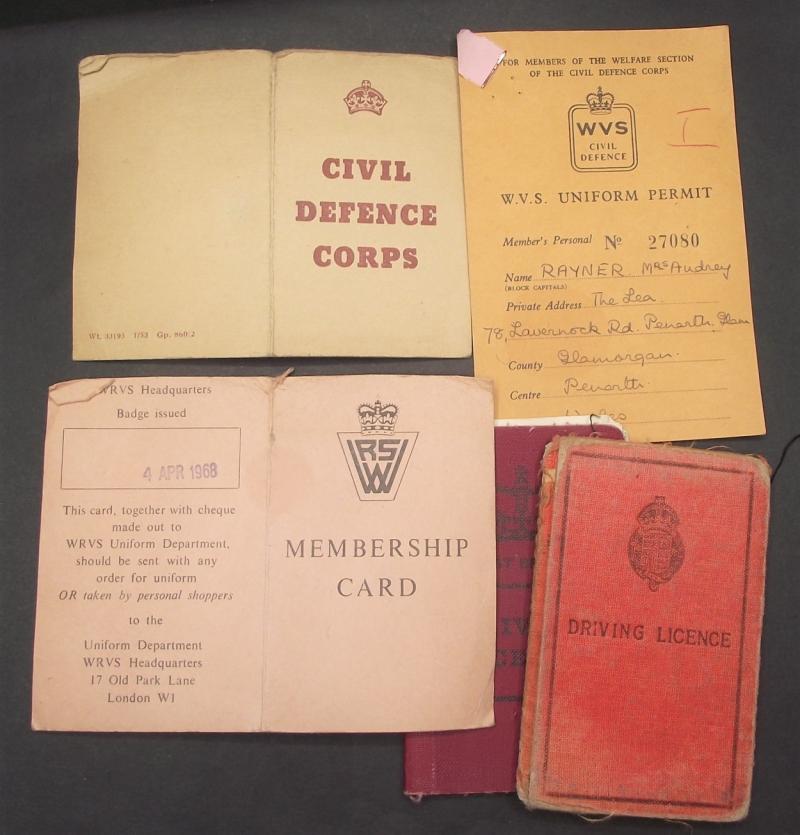 CIVIL
DEFENCE
CORPS
Wt. 33193 1/53 Gp. 860/2
FOR MEMBERS OF THE WELFARE SECTION
OF THE CIVIL DEFENCE CORPS
WVS
CIVIL
DEFENCE
I
W.V.S. UNIFORM PERMIT
Member's Personal No 27080
Name RAYNER Mrs Audrey
(BLOCK CAPITALS)
Private Address The Lea
78, Lavernock Rd. Penarth. Glam
County Glamorgan.
Centre Penarth.
Wales
WRVS Headquarters
Badge issued
4 APR 1968
This card, together with cheque
made out to
WRVS Uniform Department,
should be sent with any
order for uniform
OR taken by personal shoppers
to the
Uniform Department
WRVS Headquarters
17 Old Park Lane
London W1
WRVS
MEMBERSHIP
CARD
DRIVING LICENCE